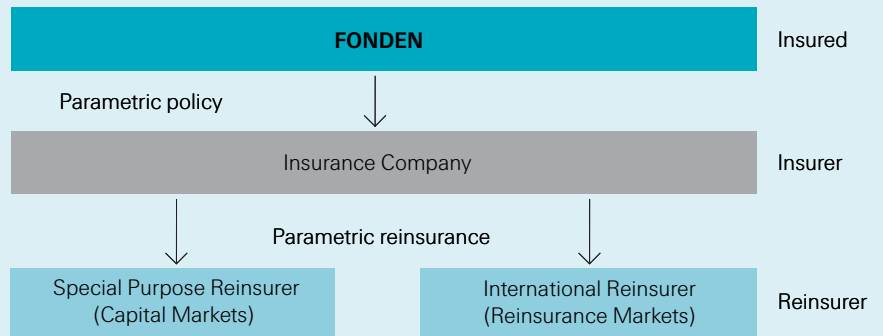 FONDEN
Insured
Parametric policy
Insurance Company
Insurer
Parametric reinsurance
Special Purpose Reinsurer
(Capital Markets)
International Reinsurer
(Reinsurance Markets)
Reinsurer